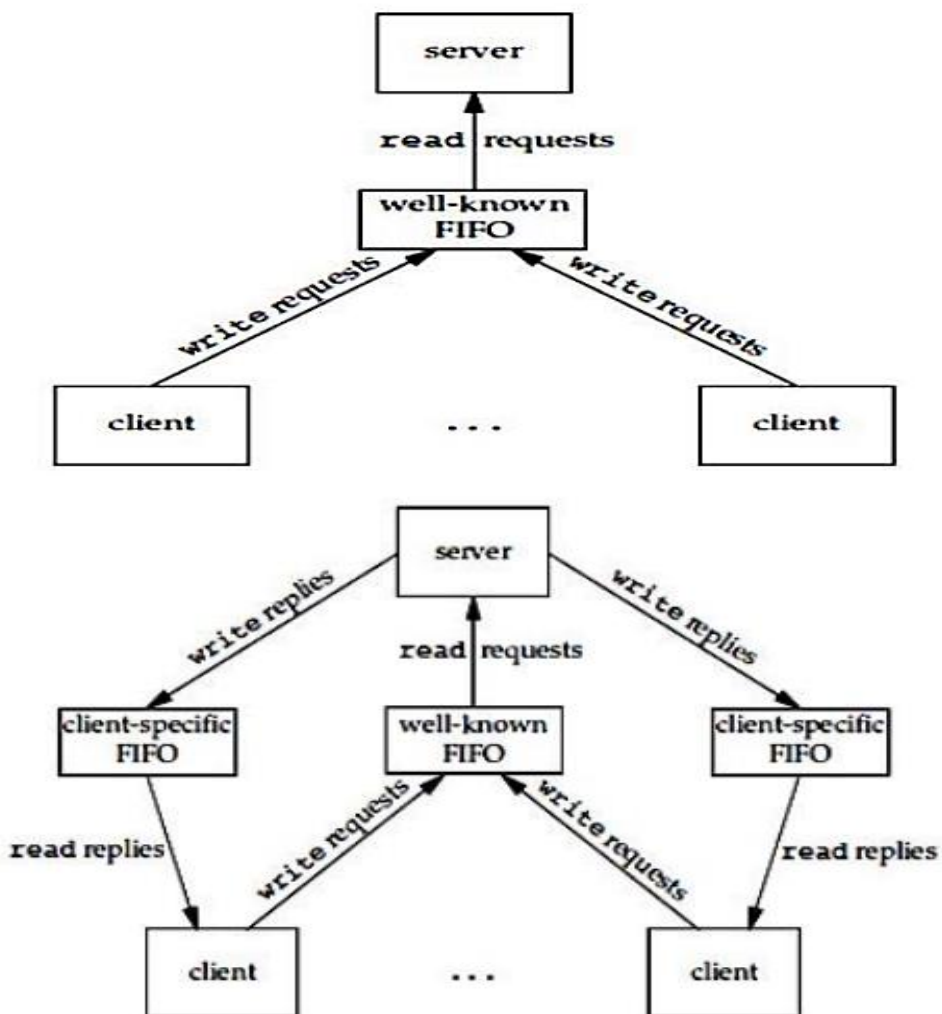 server
read requests
well-known
FIFO
write requests
write requests
client
...
client
server
write replies
write replies
read requests
client-specific
FIFO
well-known
FIFO
client-specific
FIFO
read replies
write requests
write requests
read replies
client
...
client